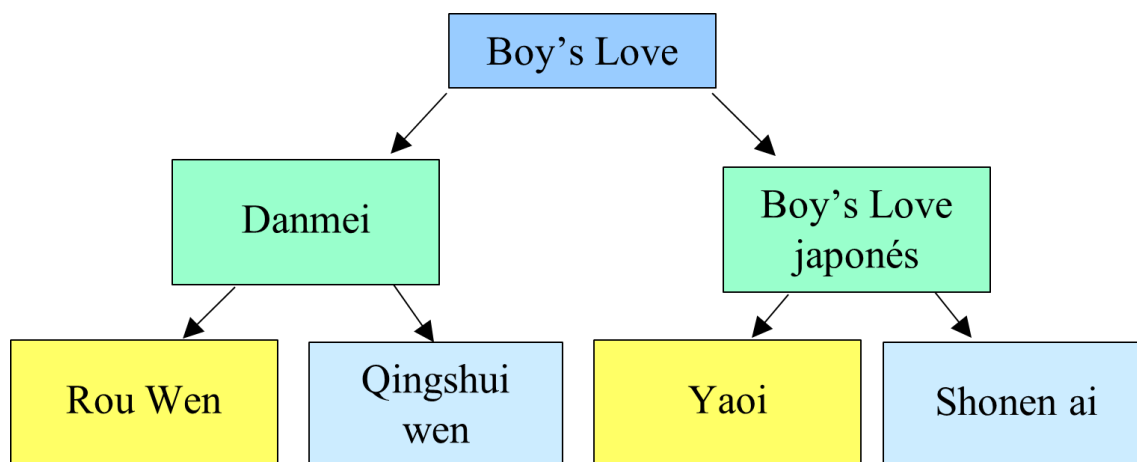 Boy’s Love
Danmei
Boy’s Love
japonés
Rou Wen
Qingshui
wen
Yaoi
Shonen ai